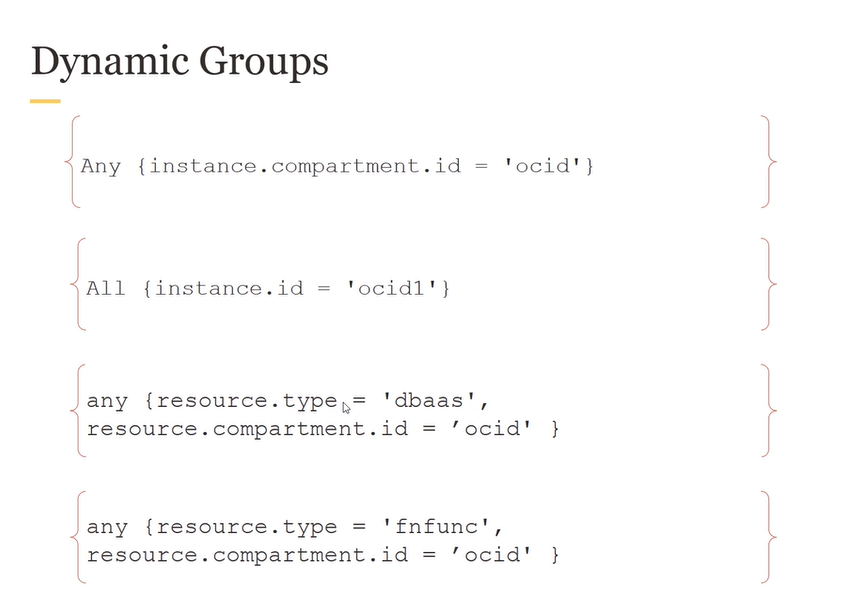 Dynamic Groups
Any {instance.compartment.id = 'ocid'}
All {instance.id = 'ocid1'}
any {resource.type = 'dbaas',
resource.compartment.id = ’ocid' }
any {resource.type = 'fnfunc',
resource.compartment.id = ’ocid' }